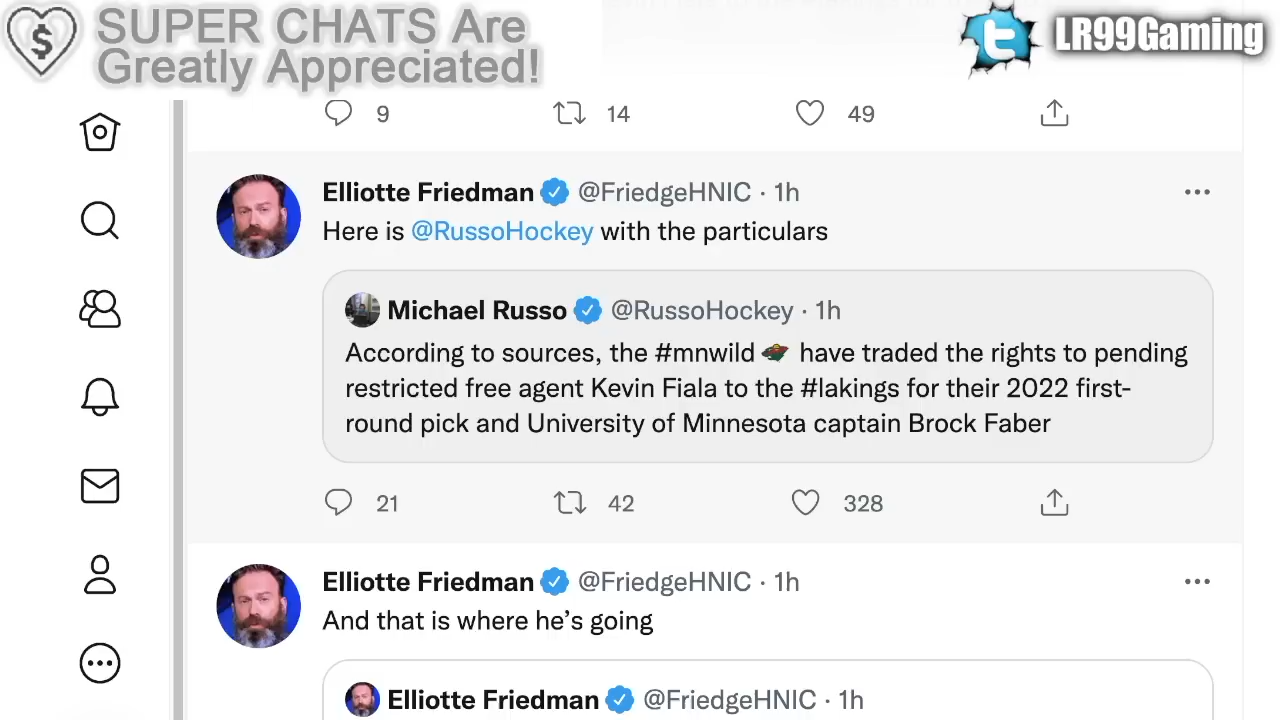 SUPER CHATS Are
Greatly Appreciated!
LR99Gaming
9 14 49
Elliotte Friedman @FriedgeHNIC · 1h
Here is @RussoHockey with the particulars
Michael Russo @RussoHockey · 1h
According to sources, the #mnwild have traded the rights to pending
restricted free agent Kevin Fiala to the #lakings for their 2022 first-
round pick and University of Minnesota captain Brock Faber
21 42 328
Elliotte Friedman @FriedgeHNIC · 1h
And that is where he’s going
Elliotte Friedman @FriedgeHNIC · 1h